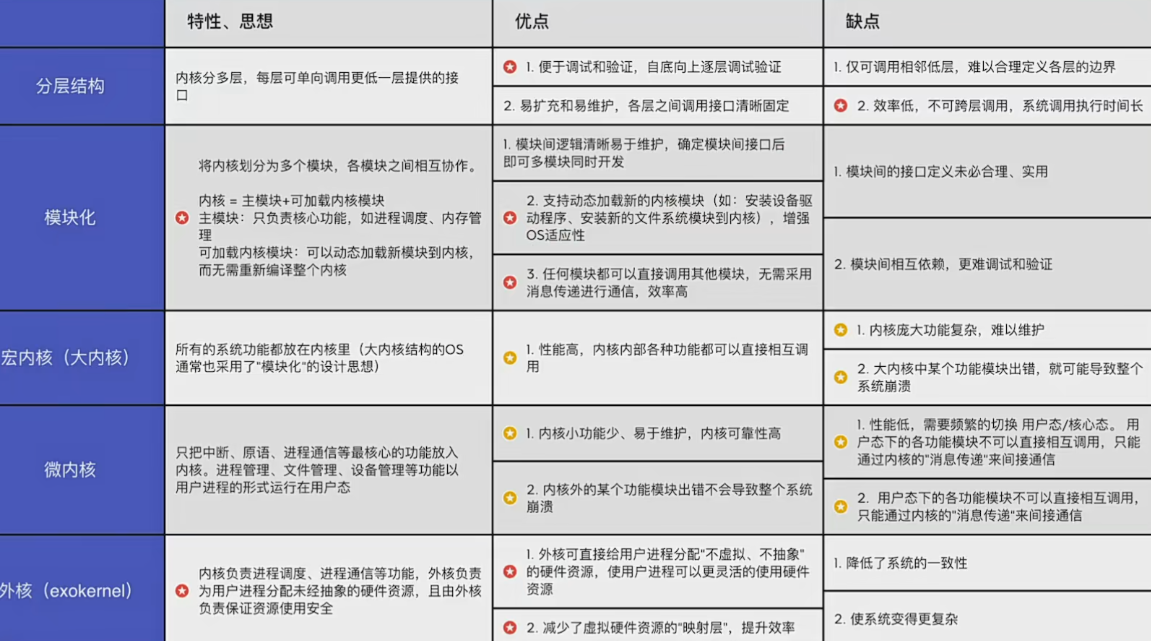 特性、思想
优点
缺点
分层结构
内核分多层，每层可单向调用更低一层提供的接
口
1. 便于调试和验证，自底向上逐层调试验证
2. 易扩充和易维护，各层之间调用接口清晰固定
1. 仅可调用相邻低层，难以合理定义各层的边界
2. 效率低，不可跨层调用，系统调用执行时间长
模块化
将内核划分为多个模块，各模块之间相互协作。
内核 = 主模块+可加载内核模块
主模块：只负责核心功能，如进程调度、内存管
理
可加载内核模块：可以动态加载新模块到内核，
而无需重新编译整个内核
1. 模块间逻辑清晰易于维护，确定模块间接口后
即可多模块同时开发
2. 支持动态加载新的内核模块（如：安装设备驱
动程序、安装新的文件系统模块到内核），增强
OS适应性
3. 任何模块都可以直接调用其他模块，无需采用
消息传递进行通信，效率高
1. 模块间的接口定义未必合理、实用
2. 模块间相互依赖，更难调试和验证
宏内核（大内核）
所有的系统功能都放在内核里（大内核结构的OS
通常也采用了"模块化"的设计思想）
1. 性能高，内核内部各种功能都可以直接相互调
用
1. 内核庞大功能复杂，难以维护
2. 大内核中某个功能模块出错，就可能导致整个
系统崩溃
微内核
只把中断、原语、进程通信等最核心的功能放入
内核。进程管理、文件管理、设备管理等功能以
用户进程的形式运行在用户态
1. 内核小功能少、易于维护，内核可靠性高
2. 内核外的某个功能模块出错不会导致整个系统
崩溃
1. 性能低，需要频繁的切换 用户态/核心态。 用
户态下的各功能模块不可以直接相互调用，只能
通过内核的"消息传递"来间接通信
2. 用户态下的各功能模块不可以直接相互调用，
只能通过内核的"消息传递"来间接通信
外核（exokernel）
内核负责进程调度、进程通信等功能，外核负责
为用户进程分配未经抽象的硬件资源，且由外核
负责保证资源使用安全
1. 外核可直接给用户进程分配"不虚拟、不抽象"
的硬件资源，使用户进程可以更灵活的使用硬件
资源
2. 减少了虚拟硬件资源的"映射层"，提升效率
1. 降低了系统的一致性
2. 使系统变得更复杂